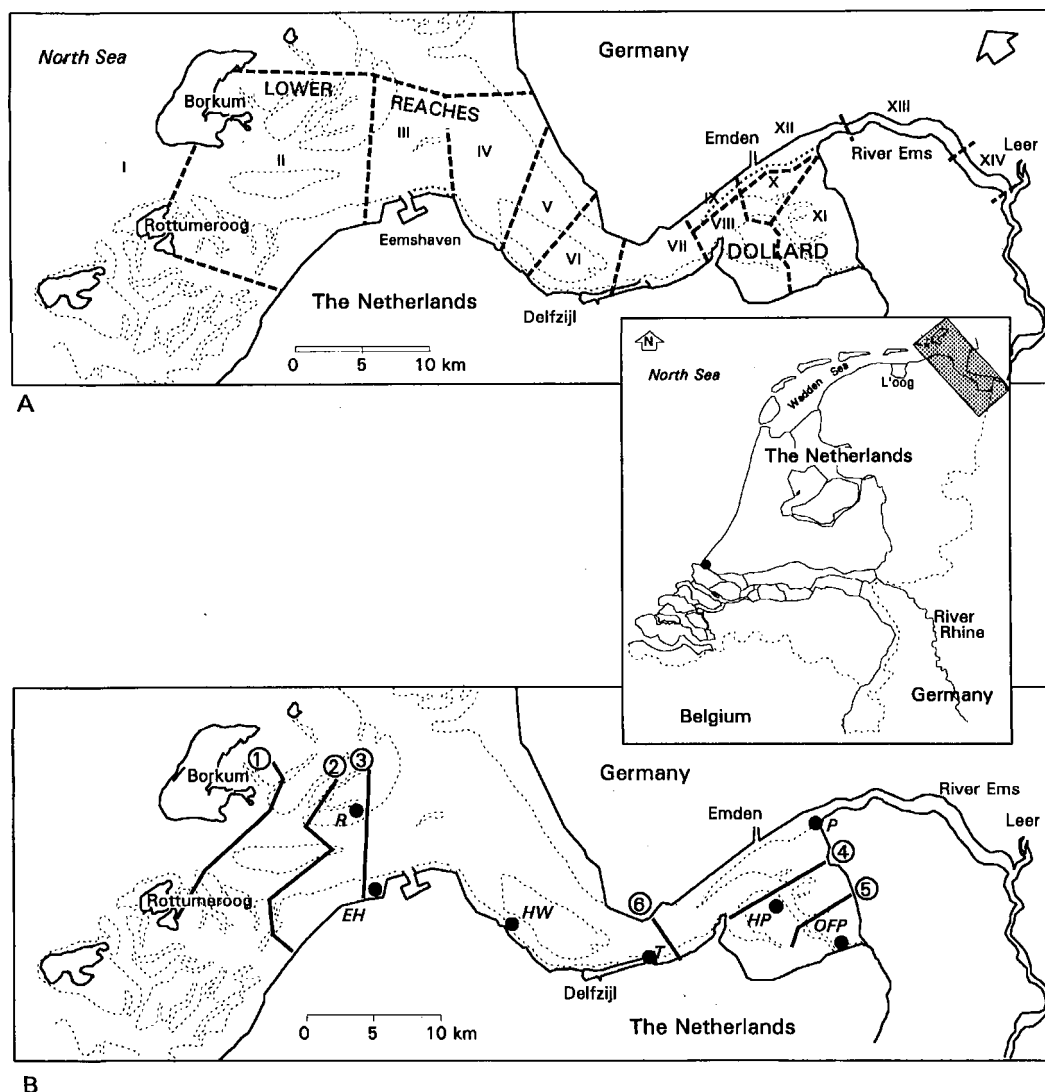 North Sea
Germany
LOWER
REACHES
Borkum
I
II
III
IV
V
VI
VII
VIII
IX
X
XI
XII
XIII
XIV
Emden
River Ems
Leer
Rottumeroog
Eemshaven
DOLLARD
The Netherlands
Delfzijl
0 5 10 km
A
N
North Sea
Wadden Sea
L'oog
The Netherlands
River
Rhine
Germany
Belgium
Germany
1
2
3
Borkum
R
Emden
P
River Ems
Leer
4
5
6
Rottumeroog
EH
HW
HP
OFP
T
Delfzijl
The Netherlands
0 5 10 km
B